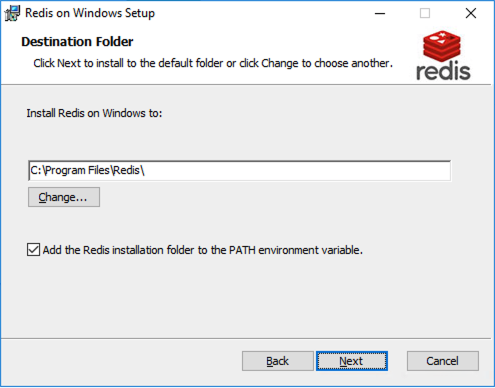 Redis on Windows Setup
Destination Folder
Click Next to install to the default folder or click Change to choose another.
redis
Install Redis on Windows to:
C:\Program Files\Redis\
Change...
Add the Redis installation folder to the PATH environment variable.
Back
Next
Cancel